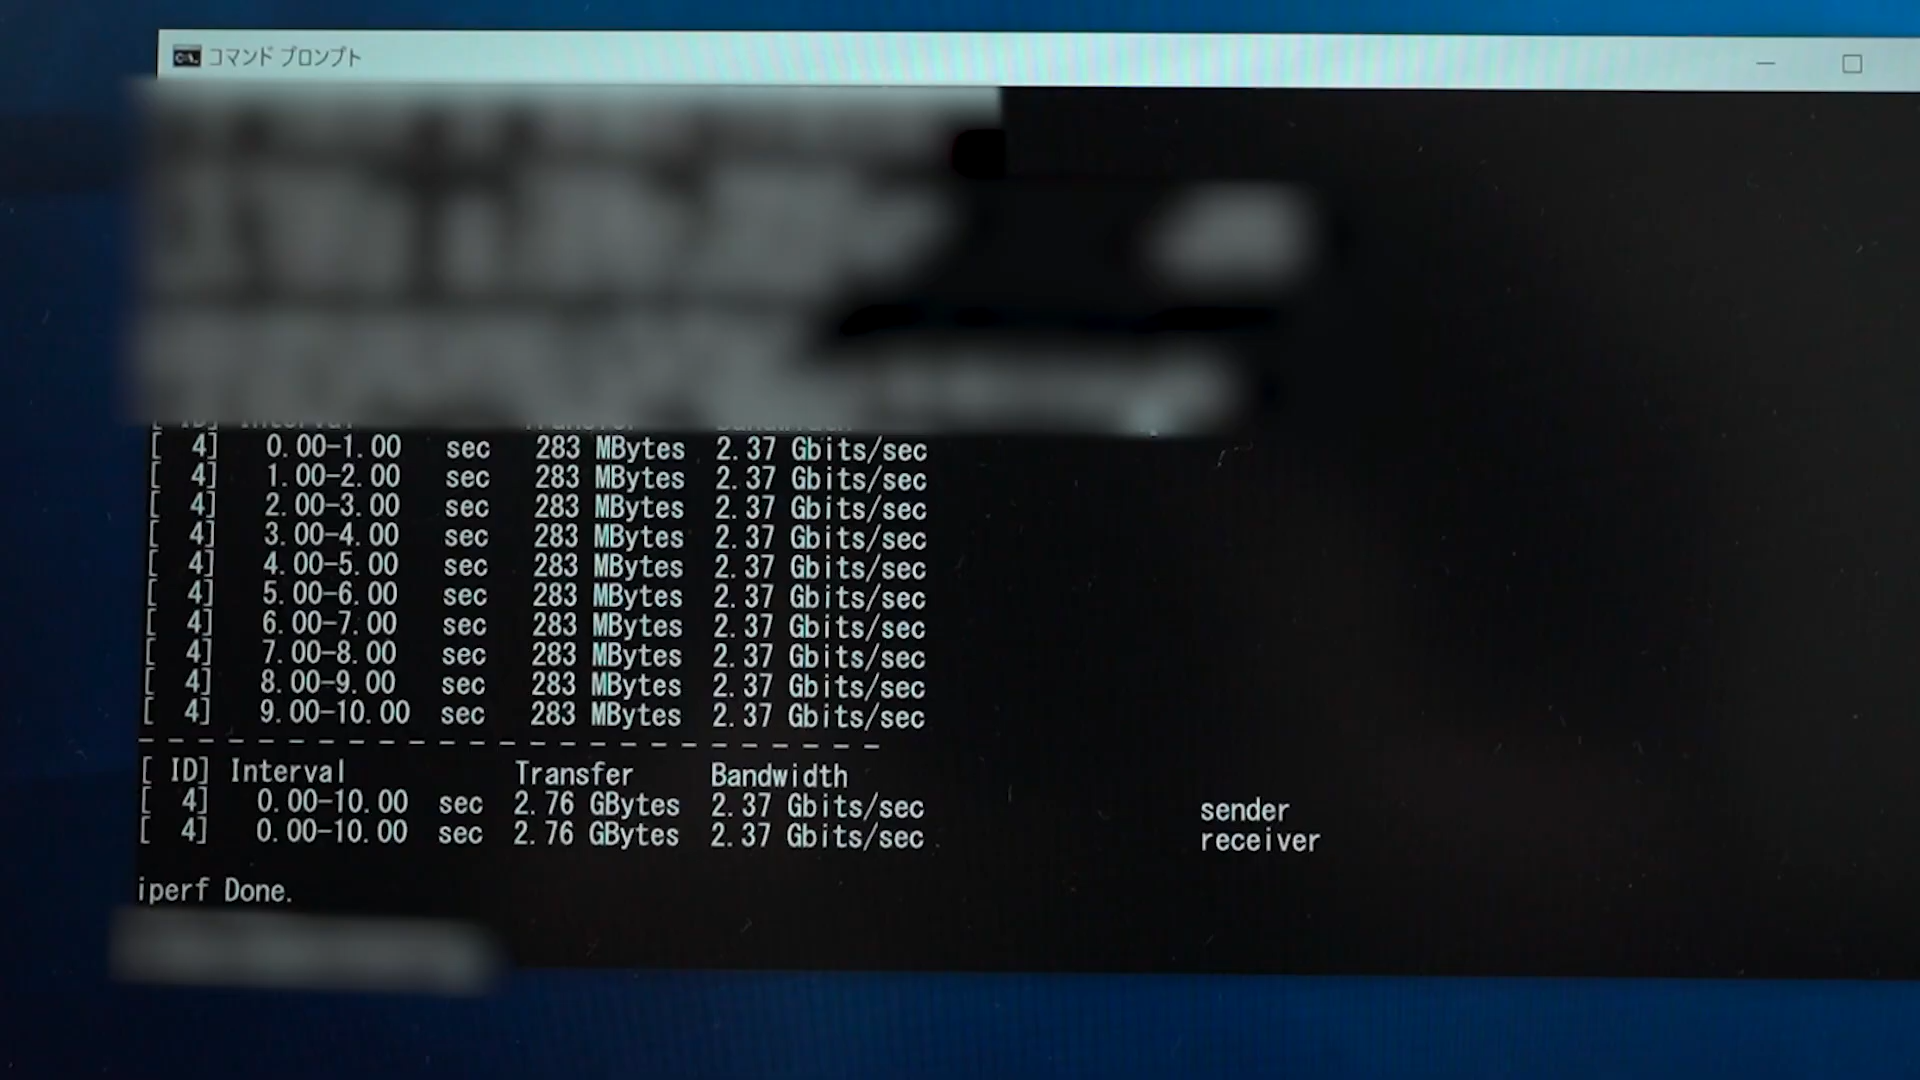 コマンド プロンプト
[ ID] Interval Transfer Bandwidth
[ 4] 0.00-1.00 sec 283 MBytes 2.37 Gbits/sec
[ 4] 1.00-2.00 sec 283 MBytes 2.37 Gbits/sec
[ 4] 2.00-3.00 sec 283 MBytes 2.37 Gbits/sec
[ 4] 3.00-4.00 sec 283 MBytes 2.37 Gbits/sec
[ 4] 4.00-5.00 sec 283 MBytes 2.37 Gbits/sec
[ 4] 5.00-6.00 sec 283 MBytes 2.37 Gbits/sec
[ 4] 6.00-7.00 sec 283 MBytes 2.37 Gbits/sec
[ 4] 7.00-8.00 sec 283 MBytes 2.37 Gbits/sec
[ 4] 8.00-9.00 sec 283 MBytes 2.37 Gbits/sec
[ 4] 9.00-10.00 sec 283 MBytes 2.37 Gbits/sec
- - - - - - - - - - - - - - - - - - - - - - - - -
[ ID] Interval Transfer Bandwidth
[ 4] 0.00-10.00 sec 2.76 GBytes 2.37 Gbits/sec sender
[ 4] 0.00-10.00 sec 2.76 GBytes 2.37 Gbits/sec receiver
iperf Done.